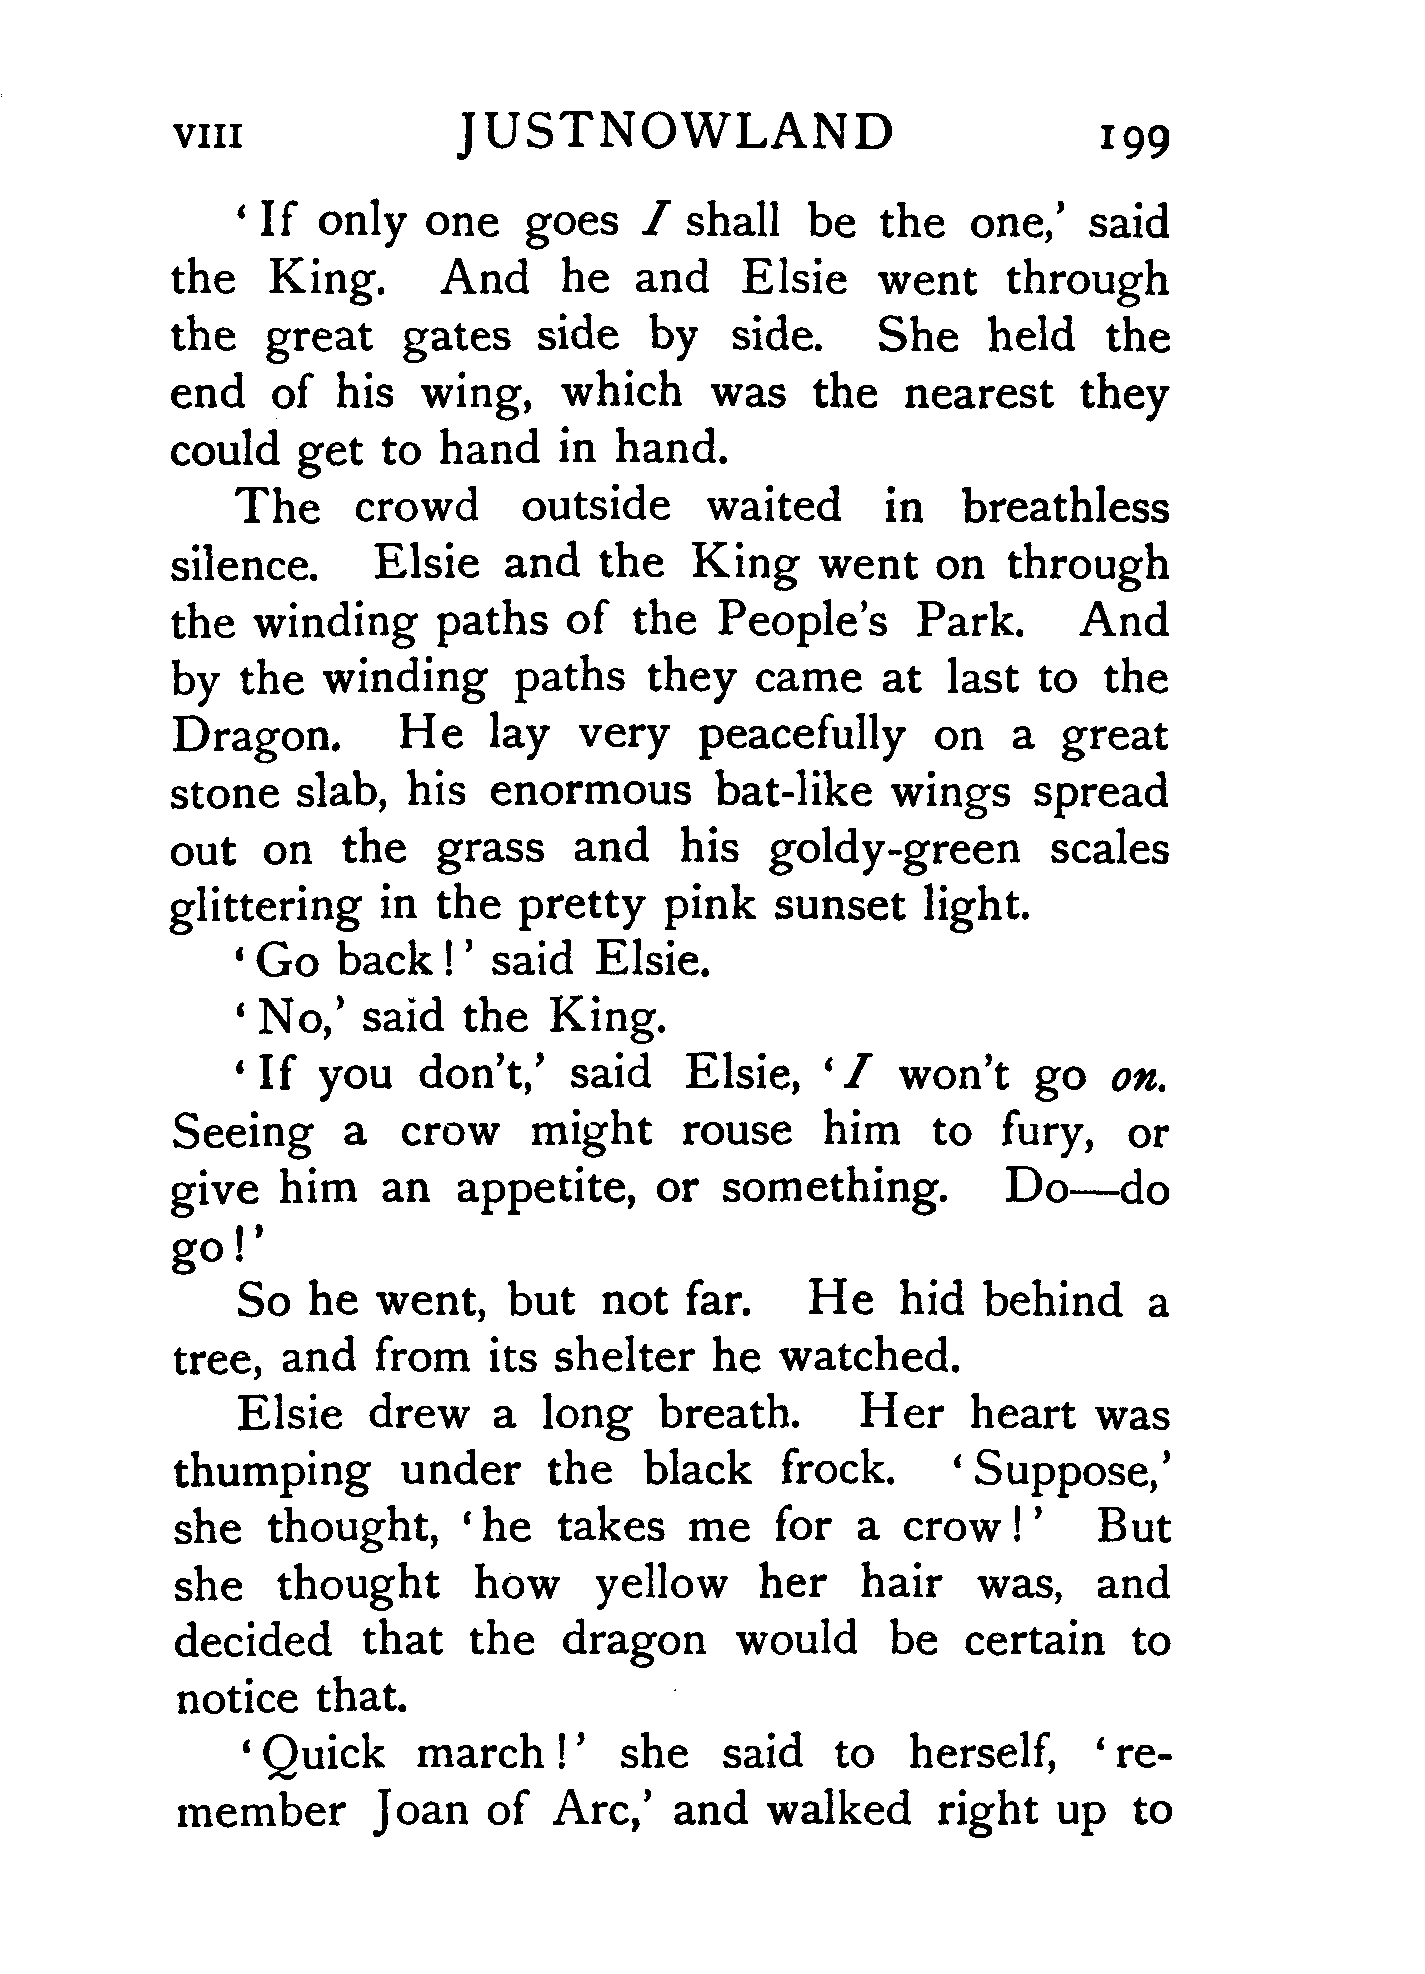 VIII JUSTNOWLAND 199
‘If only one goes I shall be the one,’ said
the King. And he and Elsie went through
the great gates side by side. She held the
end of his wing, which was the nearest they
could get to hand in hand.
The crowd outside waited in breathless
silence. Elsie and the King went on through
the winding paths of the People’s Park. And
by the winding paths they came at last to the
Dragon. He lay very peacefully on a great
stone slab, his enormous bat-like wings spread
out on the grass and his goldy-green scales
glittering in the pretty pink sunset light.
‘Go back!’ said Elsie.
‘No,’ said the King.
‘If you don’t,’ said Elsie, ‘I won’t go on.
Seeing a crow might rouse him to fury, or
give him an appetite, or something. Do—do
go!’
So he went, but not far. He hid behind a
tree, and from its shelter he watched.
Elsie drew a long breath. Her heart was
thumping under the black frock. ‘Suppose,’
she thought, ‘he takes me for a crow!’ But
she thought how yellow her hair was, and
decided that the dragon would be certain to
notice that.
‘Quick march!’ she said to herself, ‘re-
member Joan of Arc,’ and walked right up to